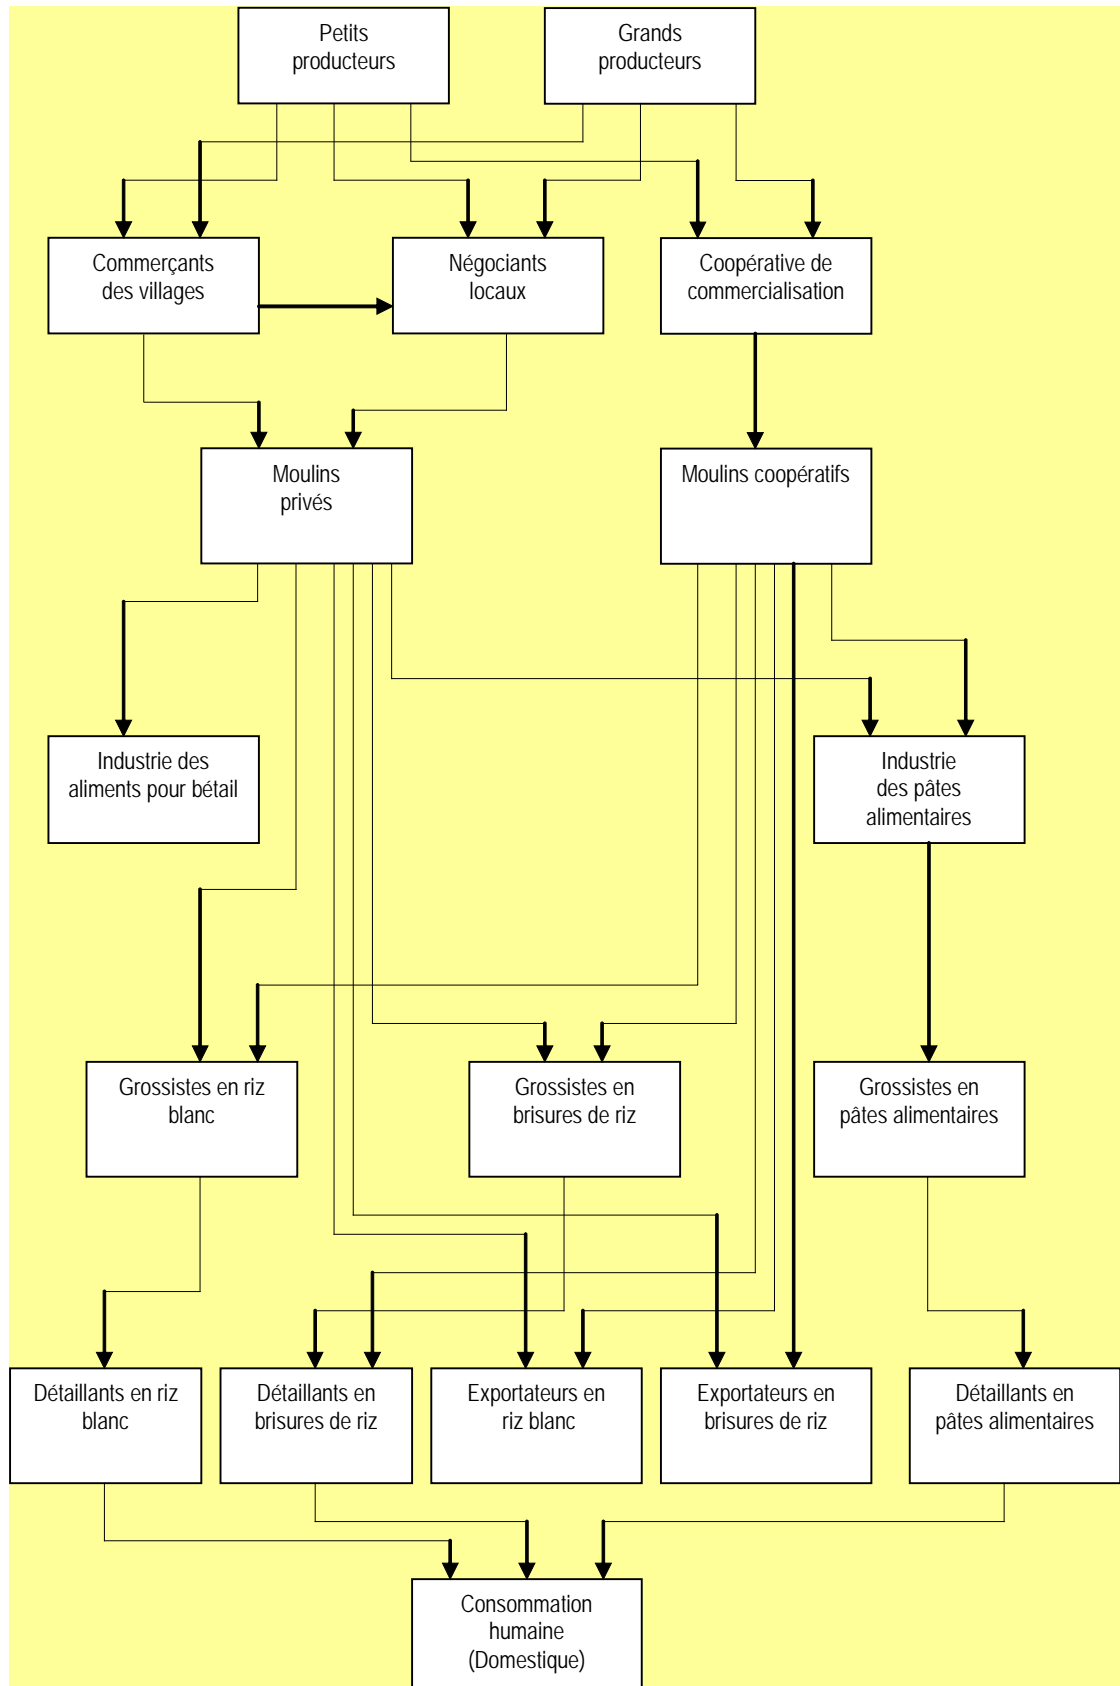 Petits
producteurs
Grands
producteurs
Commerçants
des villages
Négociants
locaux
Coopérative de
commercialisation
Moulins
privés
Moulins coopératifs
Industrie des
aliments pour bétail
Industrie
des pâtes
alimentaires
Grossistes en riz
blanc
Grossistes en
brisures de riz
Grossistes en
pâtes alimentaires
Détaillants en riz
blanc
Détaillants en
brisures de riz
Exportateurs en
riz blanc
Exportateurs en
brisures de riz
Détaillants en
pâtes alimentaires
Consommation
humaine
(Domestique)